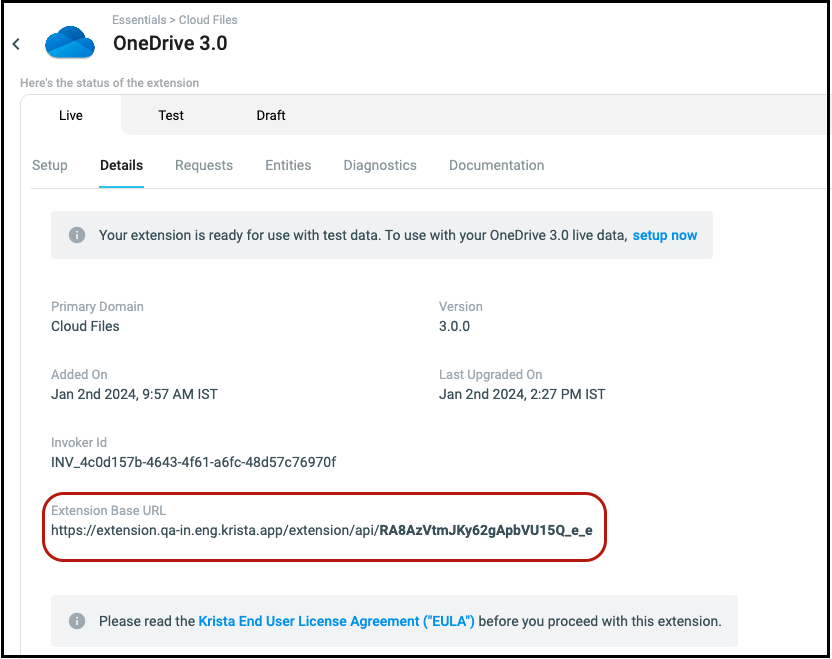 Essentials > Cloud Files
OneDrive 3.0
Here's the status of the extension
Live Test Draft
Setup Details Requests Entities Diagnostics Documentation
Your extension is ready for use with test data. To use with your OneDrive 3.0 live data, setup now
Primary Domain Version
Cloud Files 3.0.0
Added On Last Upgraded On
Jan 2nd 2024, 9:57 AM IST Jan 2nd 2024, 2:27 PM IST
Invoker Id
INV_4c0d157b-4643-4f61-a6fc-48d57c76970f
Extension Base URL
https://extension.qa-in.eng.krista.app/extension/api/RA8AzVtmJKy62gApbVU15Q_e_e
Please read the Krista End User License Agreement ("EULA") before you proceed with this extension.